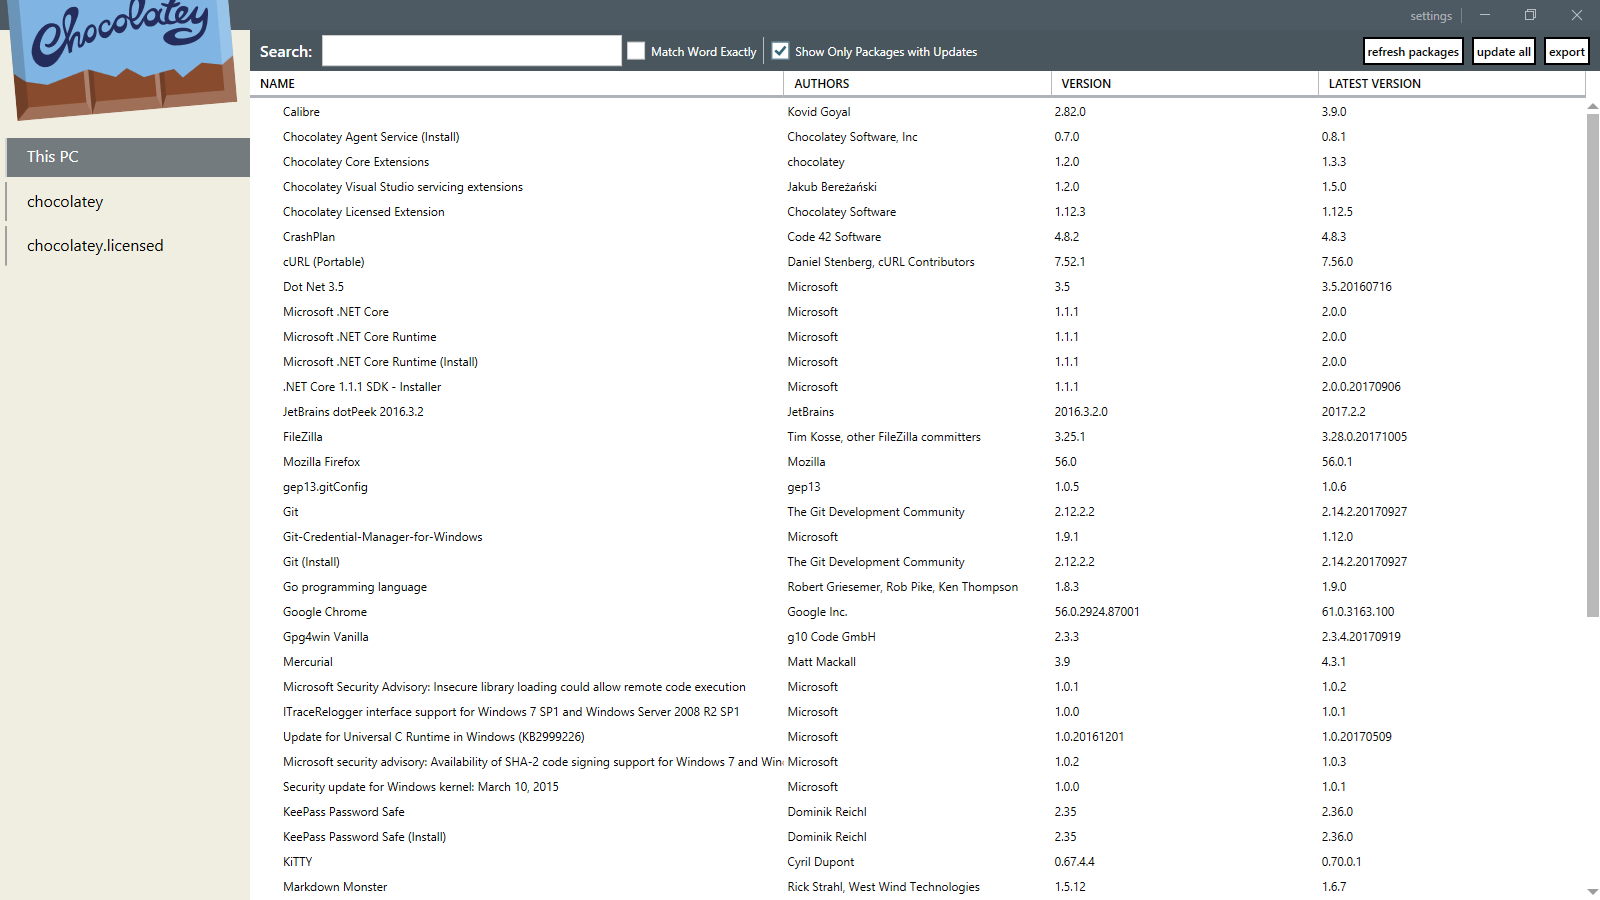 Chocolatey
settings
Search: Match Word Exactly Show Only Packages with Updates refresh packages update all export
NAME AUTHORS VERSION LATEST VERSION
This PC
chocolatey
chocolatey.licensed
Calibre Kovid Goyal 2.82.0 3.9.0
Chocolatey Agent Service (Install) Chocolatey Software, Inc 0.7.0 0.8.1
Chocolatey Core Extensions chocolatey 1.2.0 1.3.3
Chocolatey Visual Studio servicing extensions Jakub Bereżański 1.2.0 1.5.0
Chocolatey Licensed Extension Chocolatey Software 1.12.3 1.12.5
CrashPlan Code 42 Software 4.8.2 4.8.3
cURL (Portable) Daniel Stenberg, cURL Contributors 7.52.1 7.56.0
Dot Net 3.5 Microsoft 3.5 3.5.20160716
Microsoft .NET Core Microsoft 1.1.1 2.0.0
Microsoft .NET Core Runtime Microsoft 1.1.1 2.0.0
Microsoft .NET Core Runtime (Install) Microsoft 1.1.1 2.0.0
.NET Core 1.1.1 SDK - Installer Microsoft 1.1.1 2.0.0.20170906
JetBrains dotPeek 2016.3.2 JetBrains 2016.3.2.0 2017.2.2
FileZilla Tim Kosse, other FileZilla committers 3.25.1 3.28.0.20171005
Mozilla Firefox Mozilla 56.0 56.0.1
gep13.gitConfig gep13 1.0.5 1.0.6
Git The Git Development Community 2.12.2.2 2.14.2.20170927
Git-Credential-Manager-for-Windows Microsoft 1.9.1 1.12.0
Git (Install) The Git Development Community 2.12.2.2 2.14.2.20170927
Go programming language Robert Griesemer, Rob Pike, Ken Thompson 1.8.3 1.9.0
Google Chrome Google Inc. 56.0.2924.87001 61.0.3163.100
Gpg4win Vanilla g10 Code GmbH 2.3.3 2.3.4.20170919
Mercurial Matt Mackall 3.9 4.3.1
Microsoft Security Advisory: Insecure library loading could allow remote code execution Microsoft 1.0.1 1.0.2
ITraceRelogger interface support for Windows 7 SP1 and Windows Server 2008 R2 SP1 Microsoft 1.0.0 1.0.1
Update for Universal C Runtime in Windows (KB2999226) Microsoft 1.0.20161201 1.0.20170509
Microsoft security advisory: Availability of SHA-2 code signing support for Windows 7 and Win Microsoft 1.0.2 1.0.3
Security update for Windows kernel: March 10, 2015 Microsoft 1.0.0 1.0.1
KeePass Password Safe Dominik Reichl 2.35 2.36.0
KeePass Password Safe (Install) Dominik Reichl 2.35 2.36.0
KiTTY Cyril Dupont 0.67.4.4 0.70.0.1
Markdown Monster Rick Strahl, West Wind Technologies 1.5.12 1.6.7